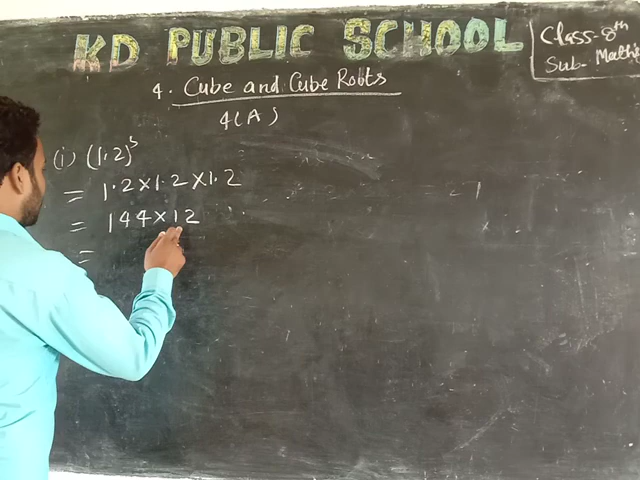 KD PUBLIC SCHOOL
Class-8th
Sub- Maths
4. Cube and Cube Roots
4(A)
(i) (1.2)³
= 1.2×1.2×1.2
= 144×12
=